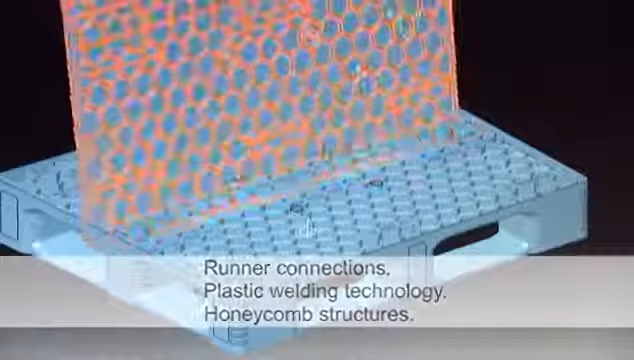 Runner connections.
Plastic welding technology.
Honeycomb structures.